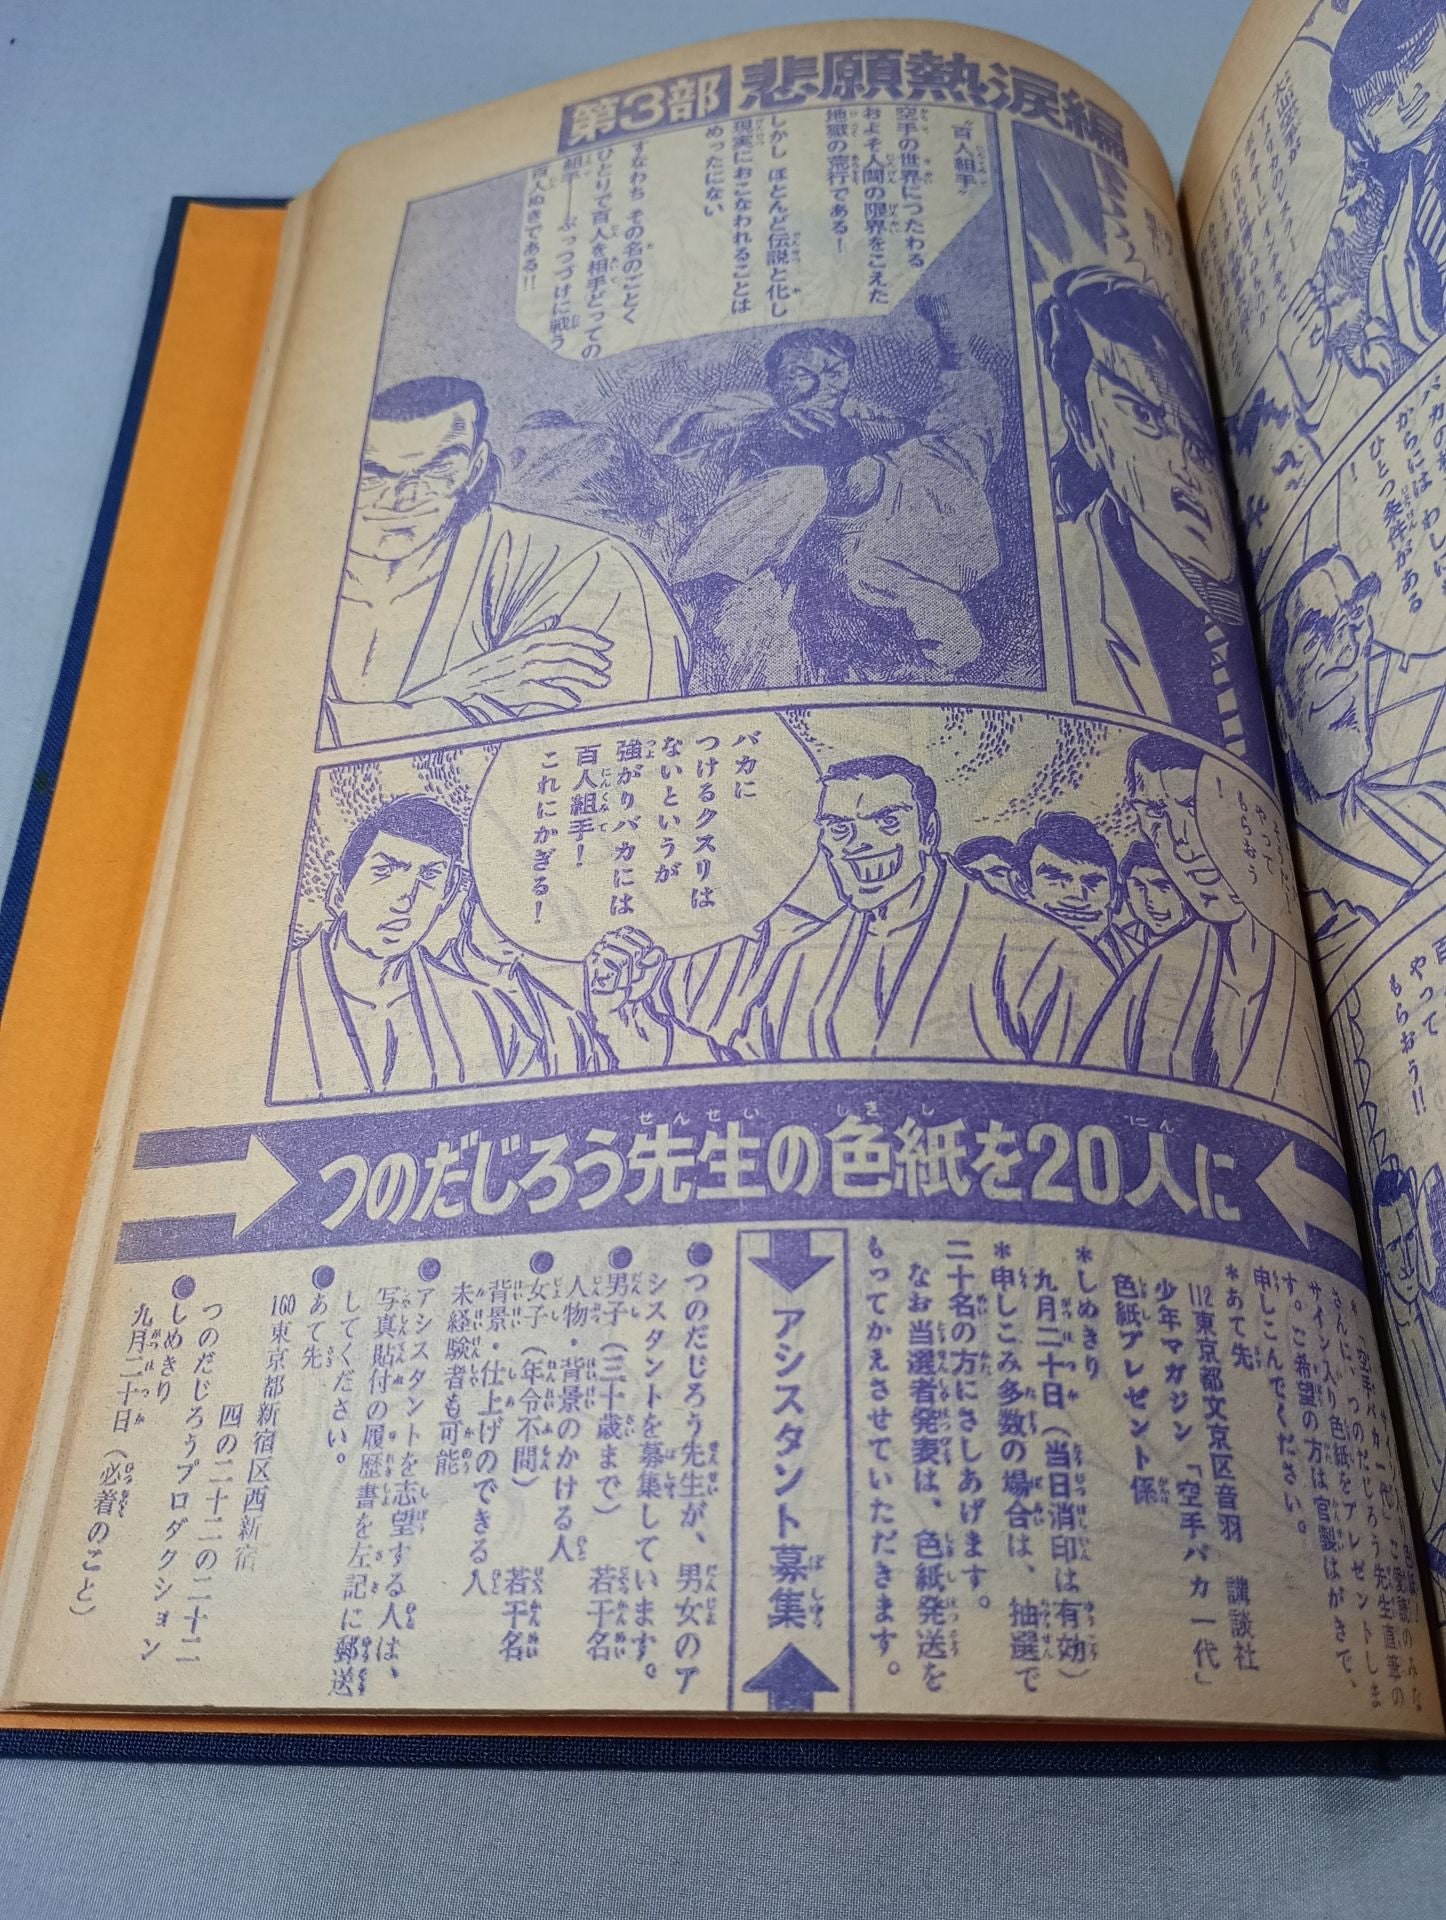 第3部 悲願熱涙編
“百人組手”
空手の世界につたわる
およそ人間の限界をこえた
地獄の荒行である！
しかし ほとんど伝説と化し
現実におこなわれることは
めったにない
すなわち その名のごとく
ひとりで百人を相手どっての
組手――ぶっつづけに戦う
百人ぬきである!!
やって
もらおう
！
バカに
つけるクスリは
ないというが
強がりバカには
百人組手！
これにかぎる！
からには わしに
ひとつ条件がある
！
やって
もらおう!!
つのだじろう先生の色紙を20人に
さんに、つのだじろう先生直筆の
サイン入り色紙をプレゼントしま
す。ご希望の方は官製はがきで、
申しこんでください。
＊あて先
112東京都文京区音羽 講談社
少年マガジン「空手バカ一代」
色紙プレゼント係
＊しめきり
九月二十日（当日消印は有効）
＊申しこみ多数の場合は、抽選で
二十名の方にさしあげます。
なお当選者発表は、色紙発送を
もってかえさせていただきます。
アシスタント募集
●つのだじろう先生が、男女のア
シスタントを募集しています。
●男子（三十歳まで） 若干名
人物・背景のかける人
●女子（年令不問） 若干名
背景・仕上げのできる人
未経験者も可能
●アシスタントを志望する人は、
写真貼付の履歴書を左記に郵送
してください。
●あて先
160東京都新宿区西新宿
四の二十二の二十二
つのだじろうプロダクション
●しめきり
九月二十日（必着のこと）